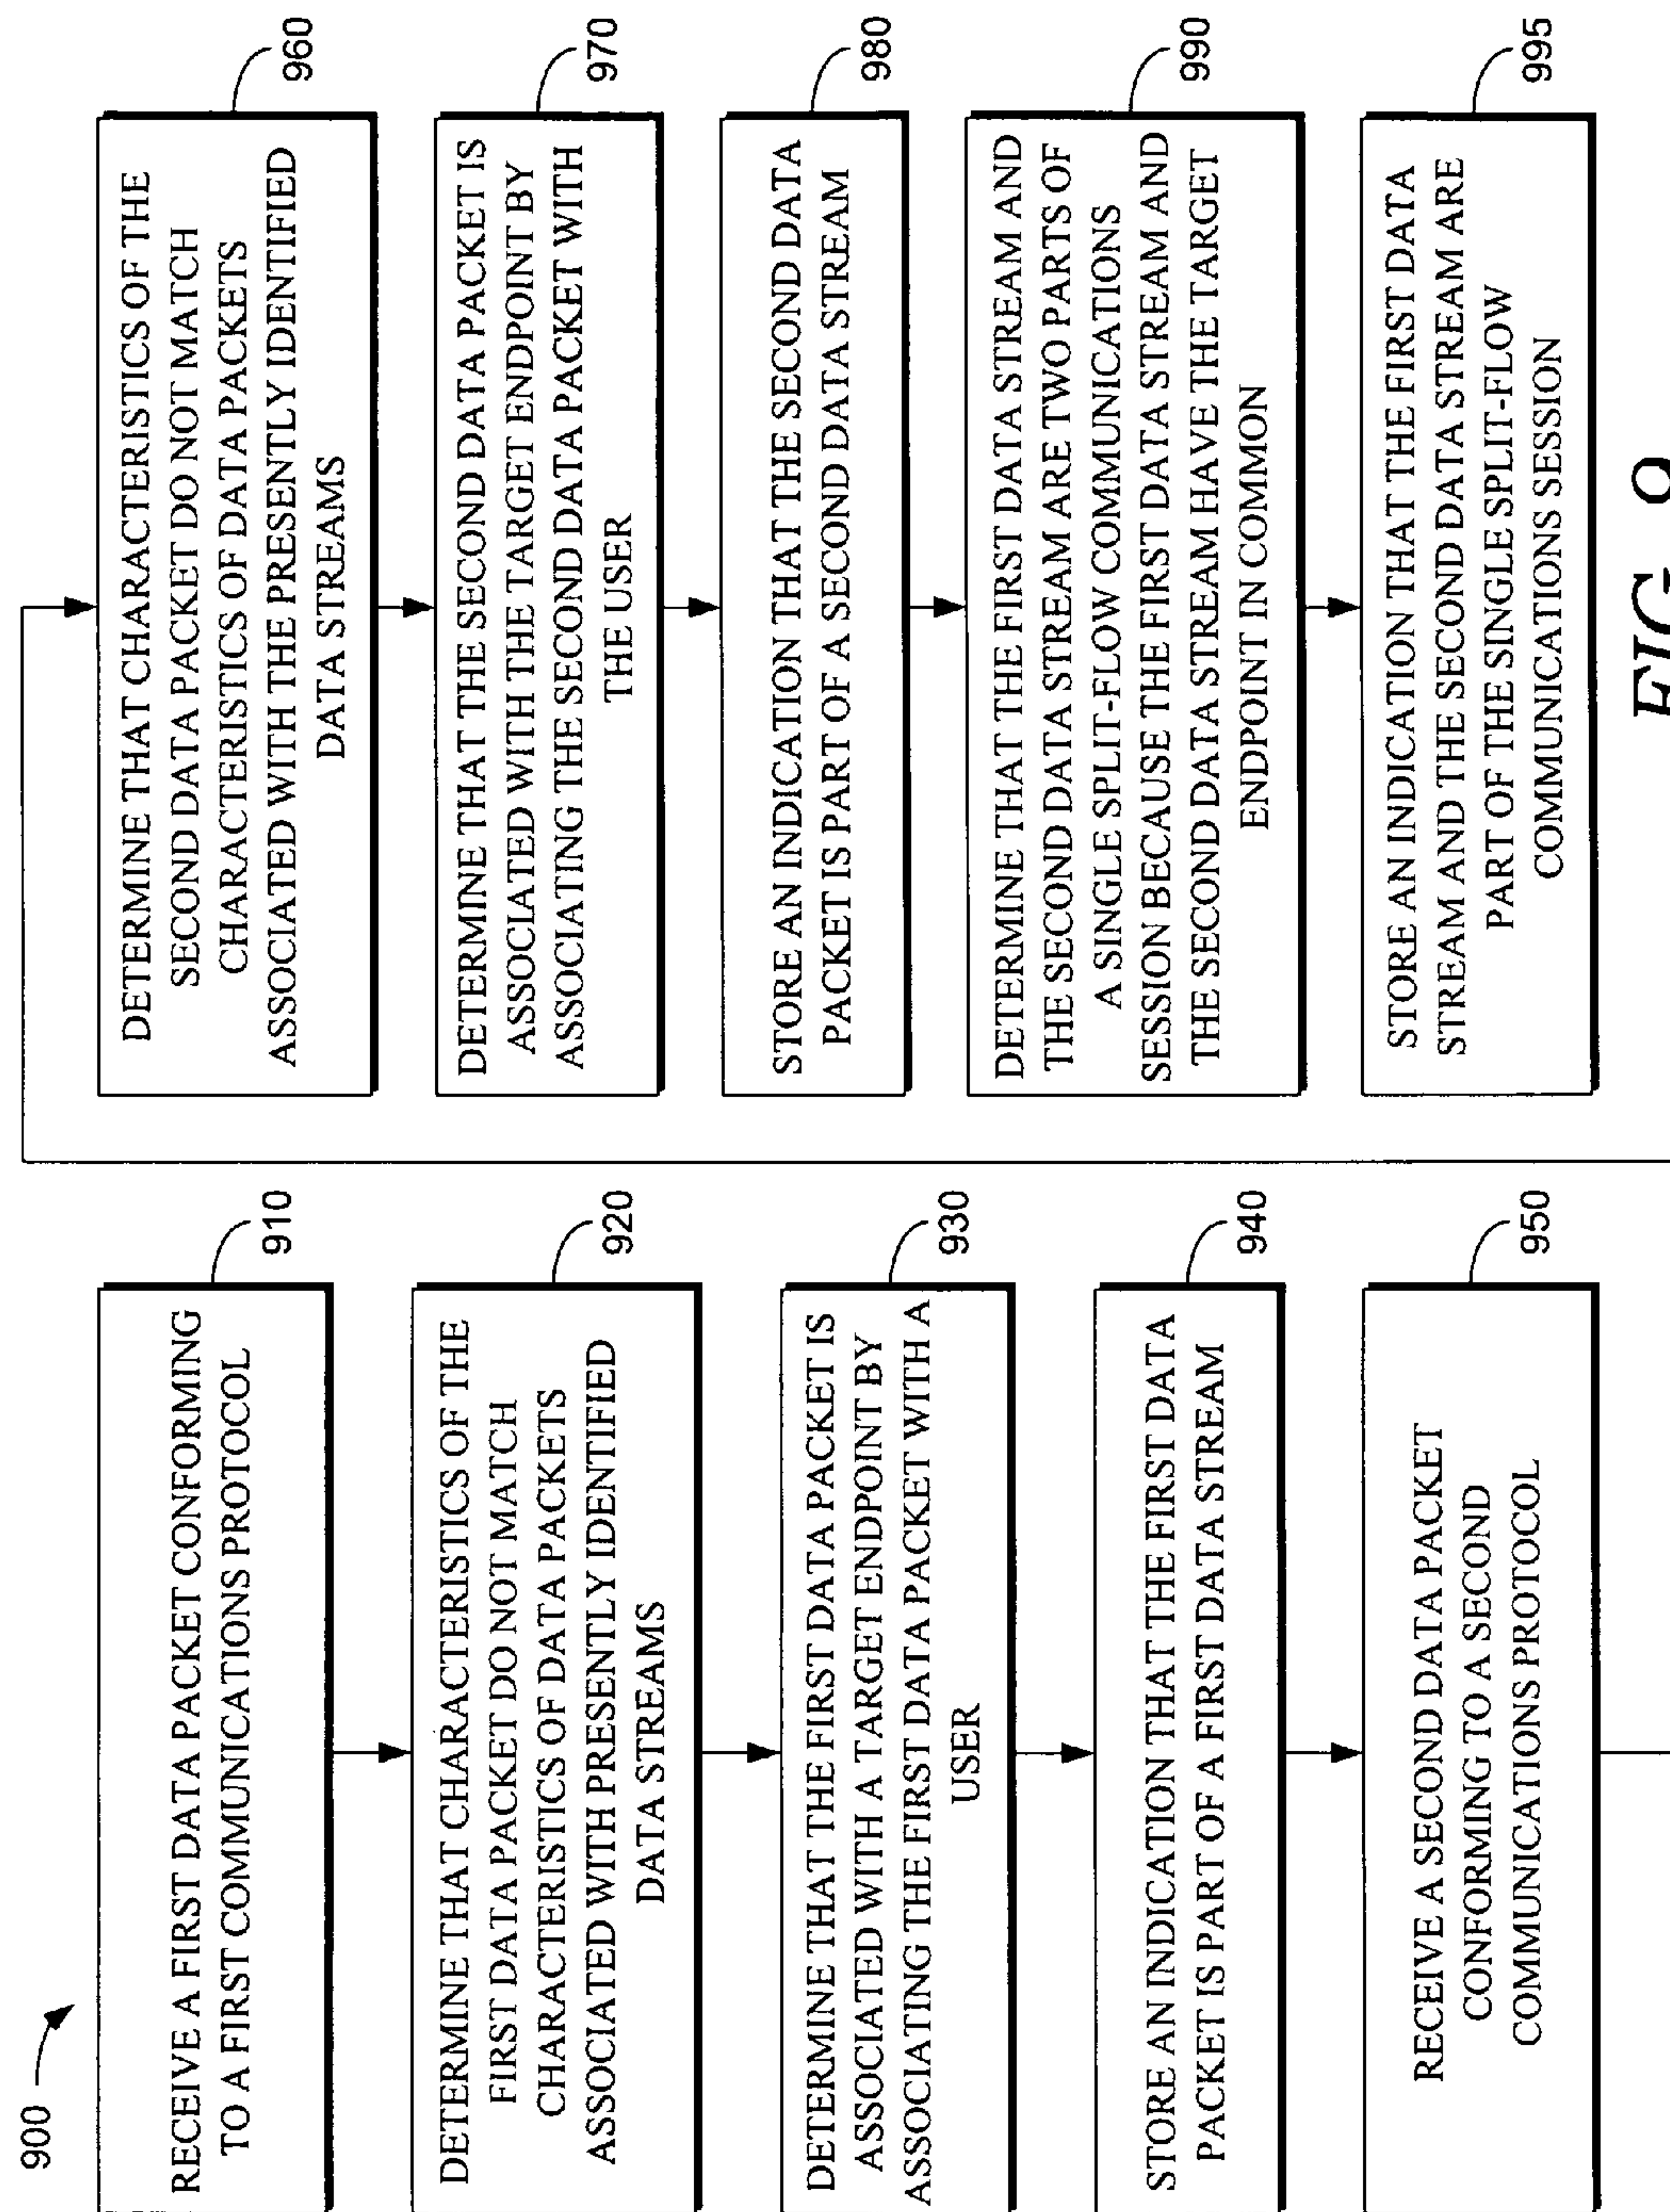 900
RECEIVE A FIRST DATA PACKET CONFORMING
TO A FIRST COMMUNICATIONS PROTOCOL
910
DETERMINE THAT CHARACTERISTICS OF THE
FIRST DATA PACKET DO NOT MATCH
CHARACTERISTICS OF DATA PACKETS
ASSOCIATED WITH PRESENTLY IDENTIFIED
DATA STREAMS
920
DETERMINE THAT THE FIRST DATA PACKET IS
ASSOCIATED WITH A TARGET ENDPOINT BY
ASSOCIATING THE FIRST DATA PACKET WITH A
USER
930
STORE AN INDICATION THAT THE FIRST DATA
PACKET IS PART OF A FIRST DATA STREAM
940
RECEIVE A SECOND DATA PACKET
CONFORMING TO A SECOND
COMMUNICATIONS PROTOCOL
950
DETERMINE THAT CHARACTERISTICS OF THE
SECOND DATA PACKET DO NOT MATCH
CHARACTERISTICS OF DATA PACKETS
ASSOCIATED WITH THE PRESENTLY IDENTIFIED
DATA STREAMS
960
DETERMINE THAT THE SECOND DATA PACKET IS
ASSOCIATED WITH THE TARGET ENDPOINT BY
ASSOCIATING THE SECOND DATA PACKET WITH
THE USER
970
STORE AN INDICATION THAT THE SECOND DATA
PACKET IS PART OF A SECOND DATA STREAM
980
DETERMINE THAT THE FIRST DATA STREAM AND
THE SECOND DATA STREAM ARE TWO PARTS OF
A SINGLE SPLIT-FLOW COMMUNICATIONS
SESSION BECAUSE THE FIRST DATA STREAM AND
THE SECOND DATA STREAM HAVE THE TARGET
ENDPOINT IN COMMON
990
STORE AN INDICATION THAT THE FIRST DATA
STREAM AND THE SECOND DATA STREAM ARE
PART OF THE SINGLE SPLIT-FLOW
COMMUNICATIONS SESSION
995
FIG